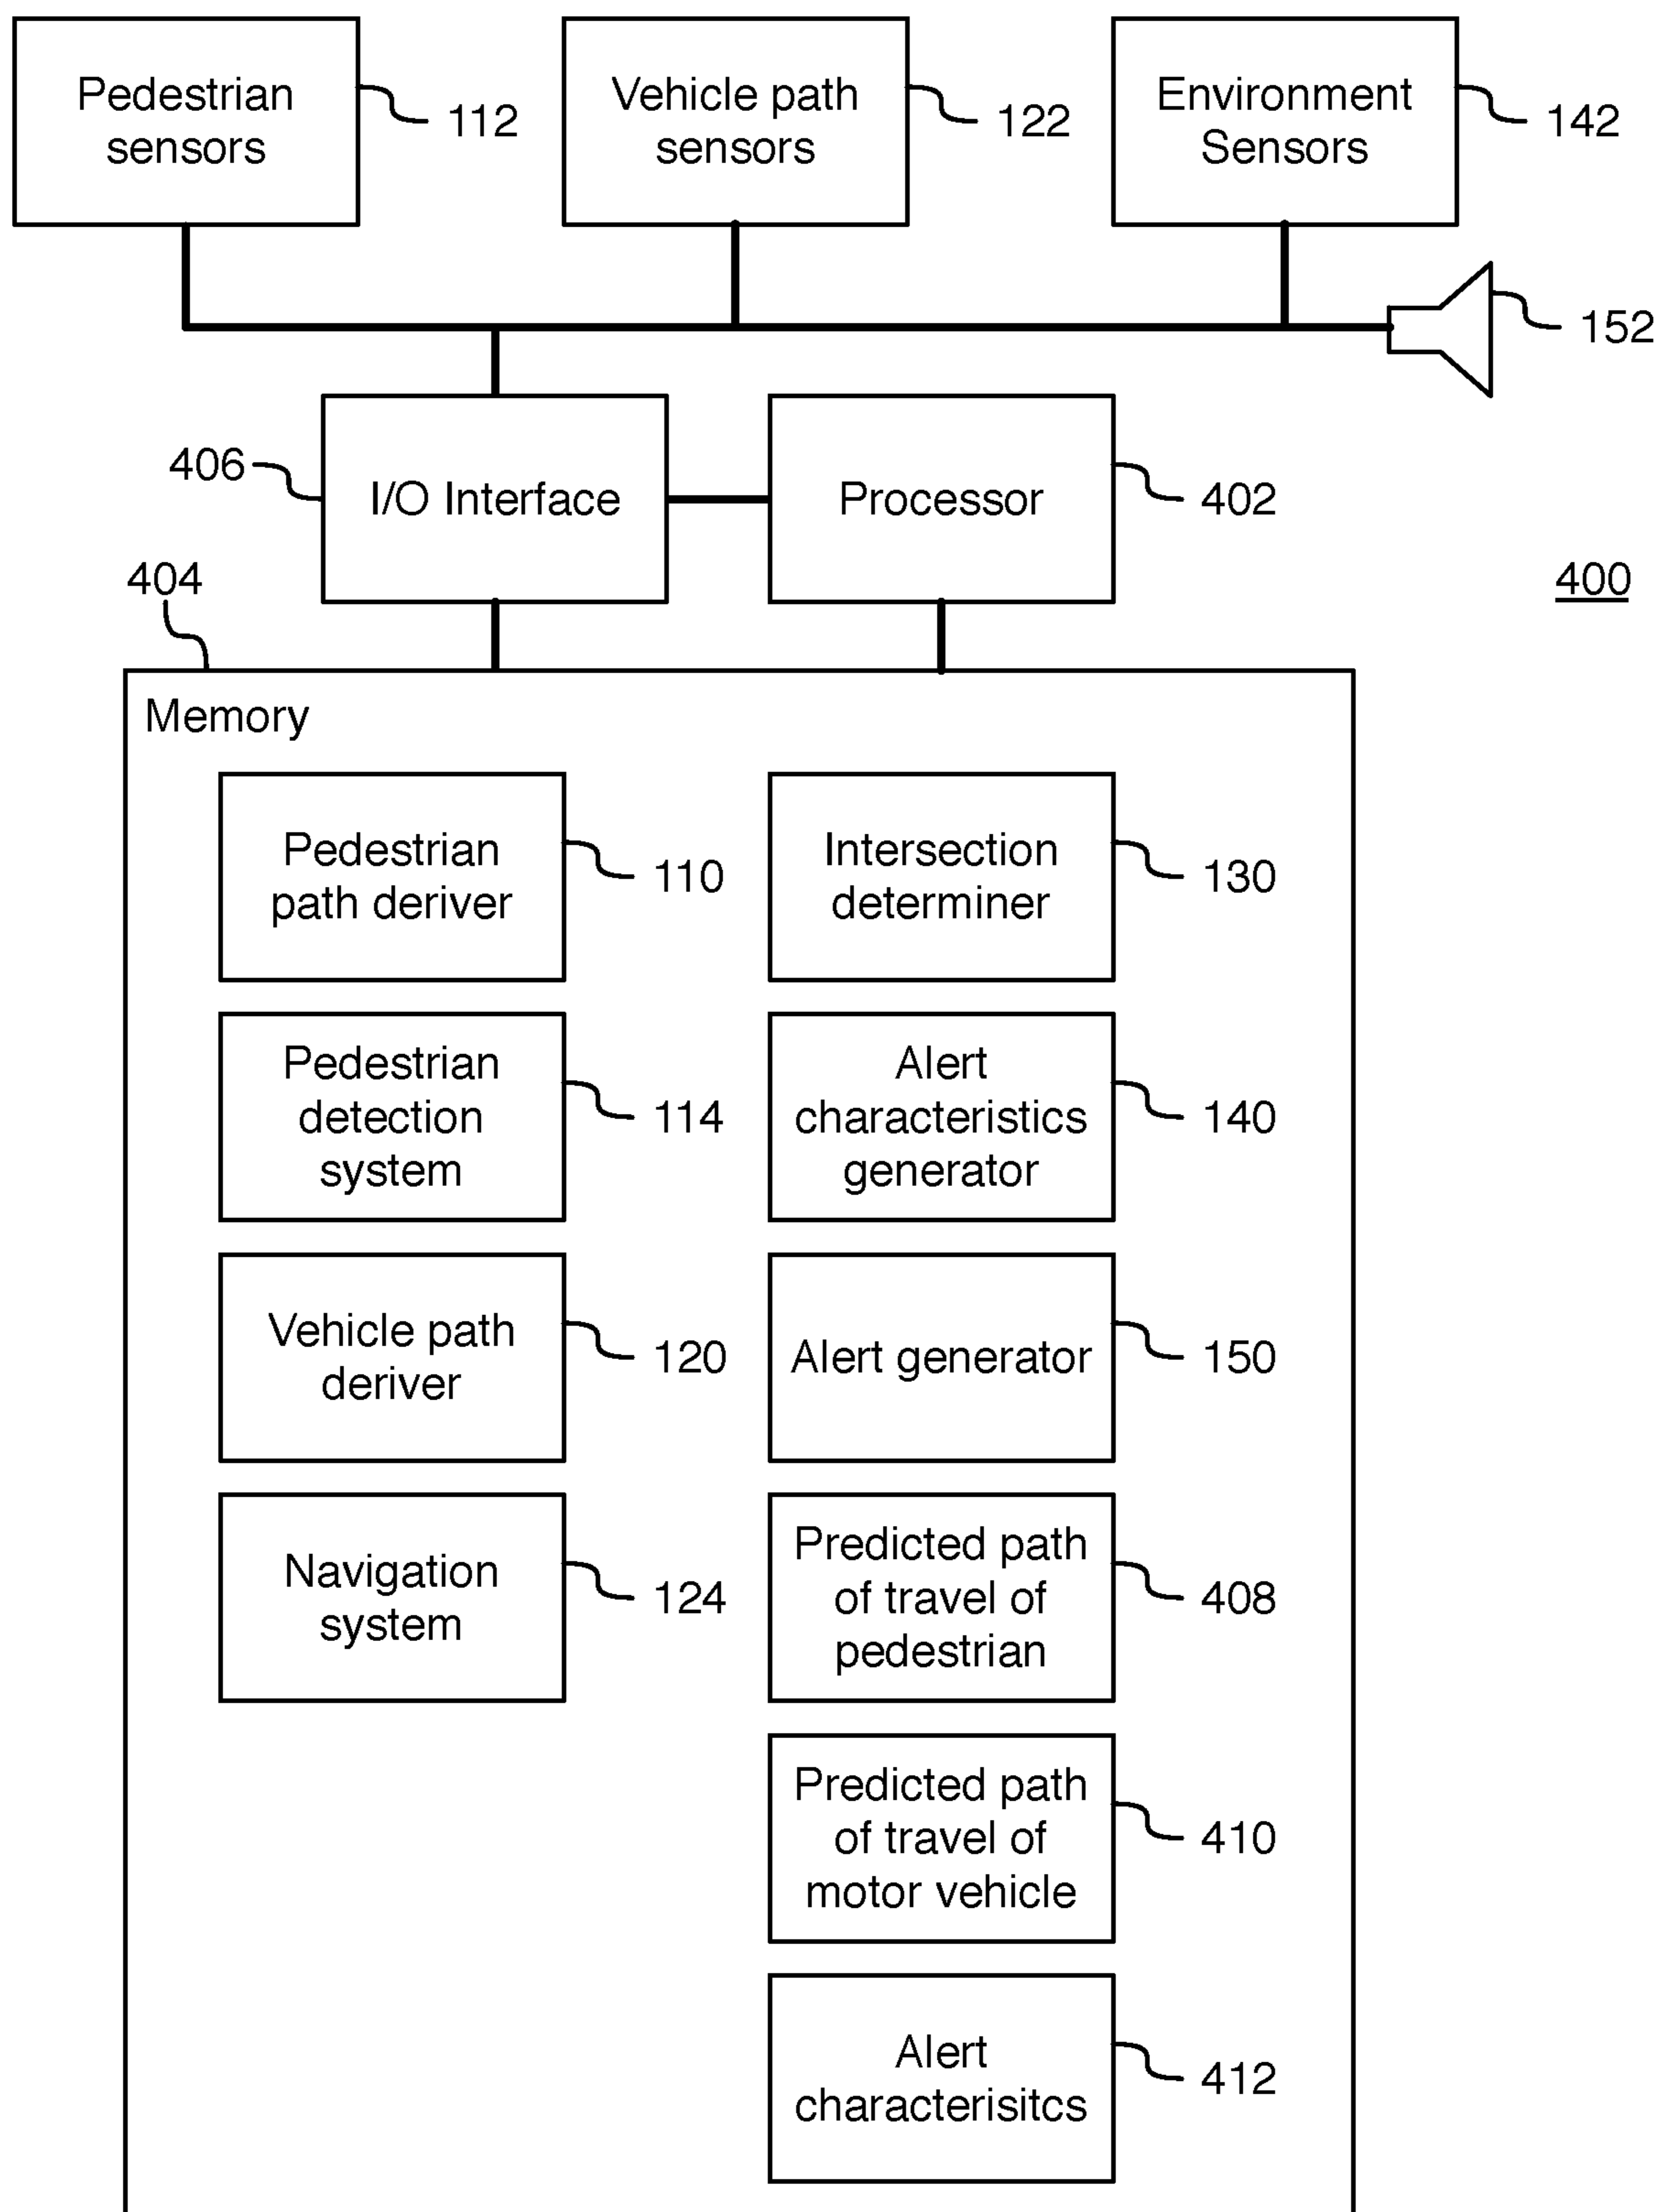 Pedestrian
sensors
112
Vehicle path
sensors
122
Environment
Sensors
142
152
406
I/O Interface
Processor
402
404
400
Memory
Pedestrian
path deriver
110
Intersection
determiner
130
Pedestrian
detection
system
114
Alert
characteristics
generator
140
Vehicle path
deriver
120
Alert generator
150
Navigation
system
124
Predicted path
of travel of
pedestrian
408
Predicted path
of travel of
motor vehicle
410
Alert
characterisitcs
412